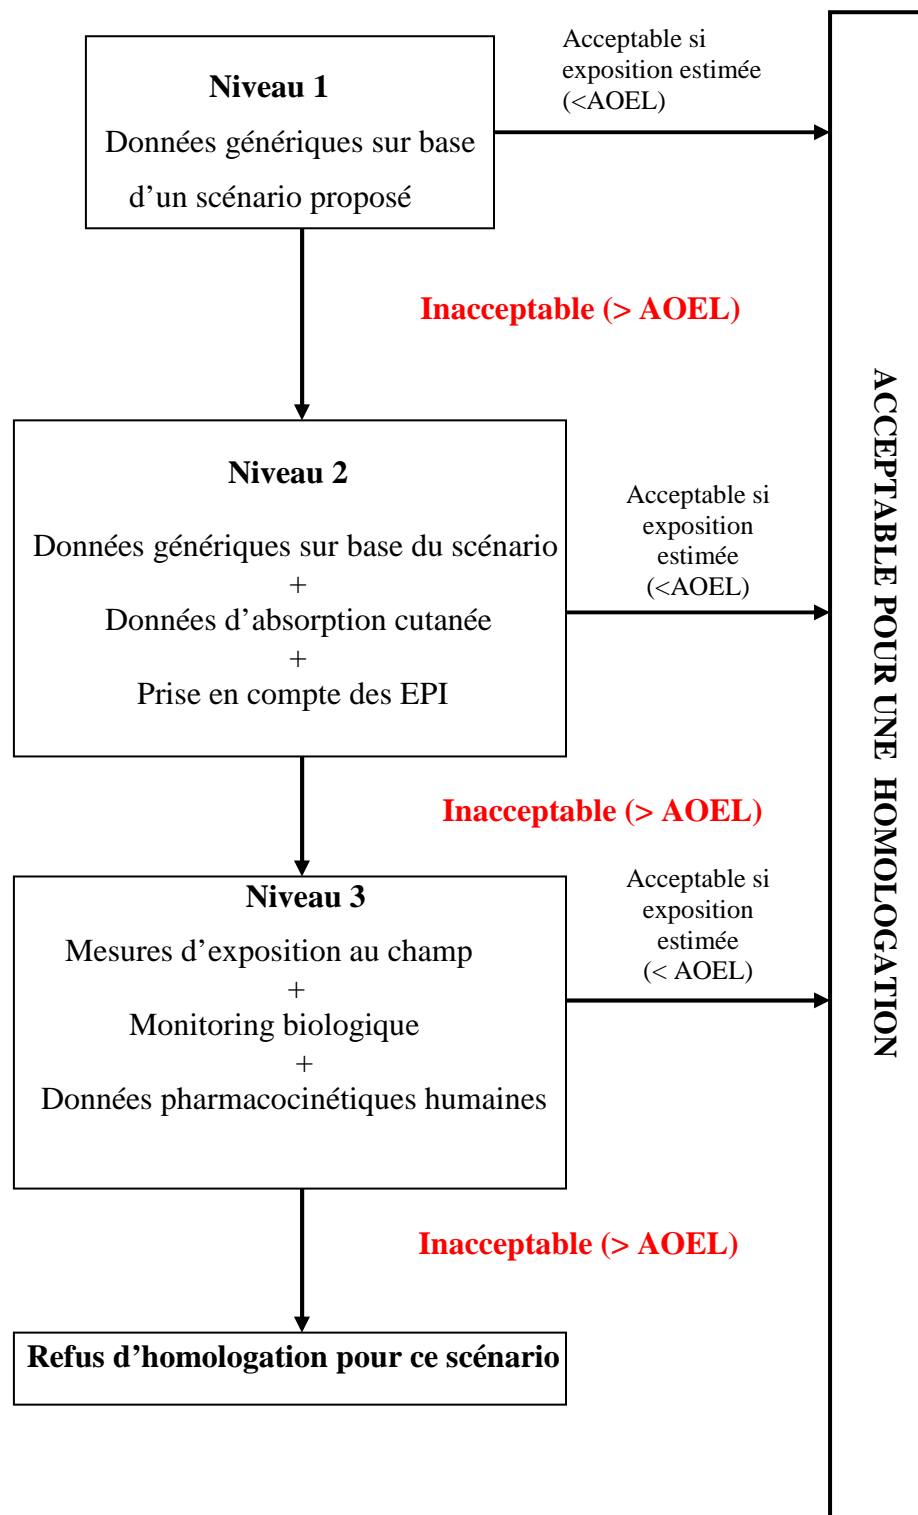 Niveau 1
Données génériques sur base
d’un scénario proposé
Acceptable si
exposition estimée
(<AOEL)
Inacceptable (> AOEL)
Niveau 2
Données génériques sur base du scénario
+
Données d’absorption cutanée
+
Prise en compte des EPI
Acceptable si
exposition
estimée
(<AOEL)
Inacceptable (> AOEL)
Niveau 3
Mesures d’exposition au champ
+
Monitoring biologique
+
Données pharmacocinétiques humaines
Acceptable si
exposition
estimée
(< AOEL)
Inacceptable (> AOEL)
Refus d’homologation pour ce scénario
ACCEPTABLE POUR UNE HOMOLOGATION